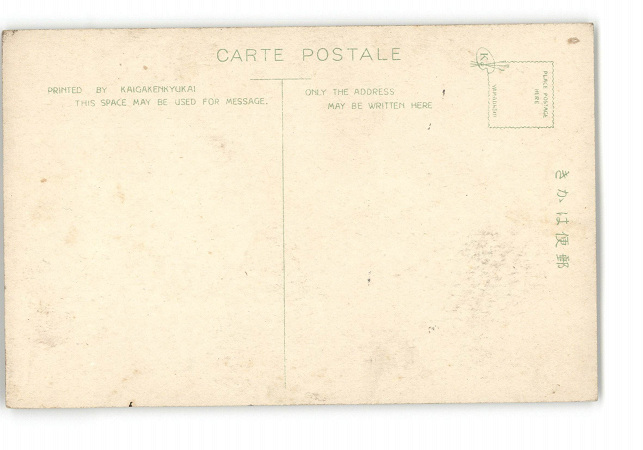 CARTE POSTALE
PRINTED BY KAIGAKENKYUKAI
THIS SPACE MAY BE USED FOR MESSAGE.
ONLY THE ADDRESS
MAY BE WRITTEN HERE
PLACE POSTAGE
HERE
きかは便郵